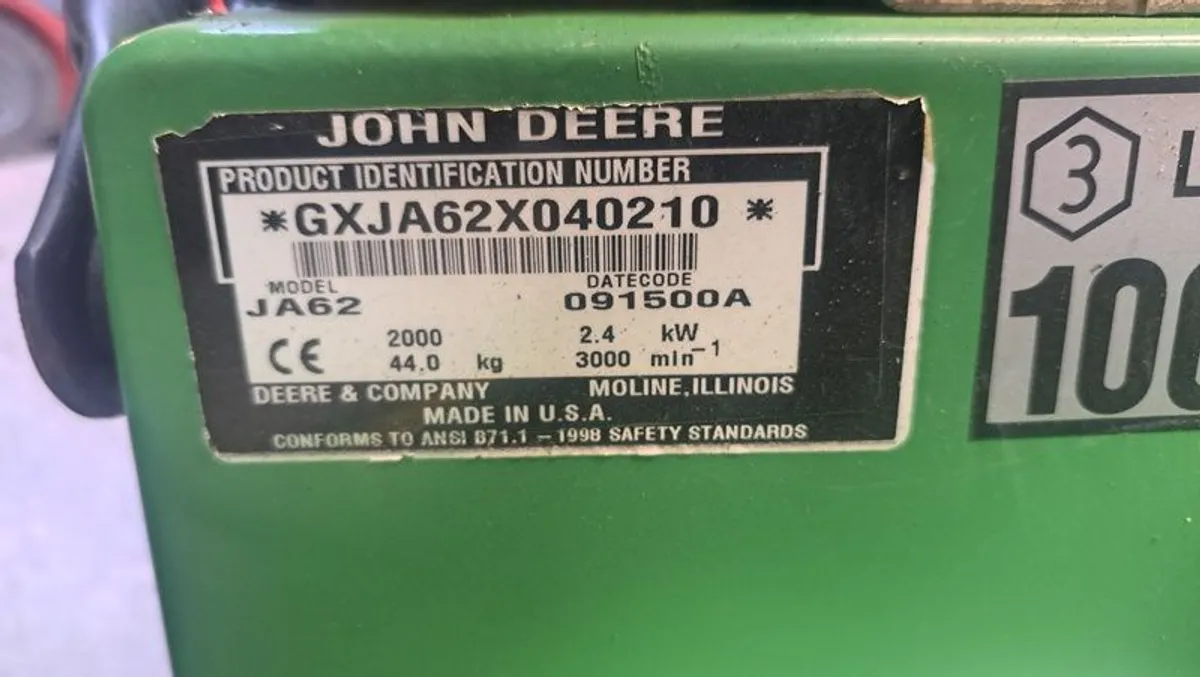 JOHN DEERE
PRODUCT IDENTIFICATION NUMBER
*GXJA62X040210 *
MODEL DATECODE
JA62 091500A
CE 2000 2.4 kW
44.0 kg 3000 min-1
DEERE & COMPANY MOLINE, ILLINOIS
MADE IN U.S.A.
CONFORMS TO ANSI B71.1 – 1998 SAFETY STANDARDS
3 L